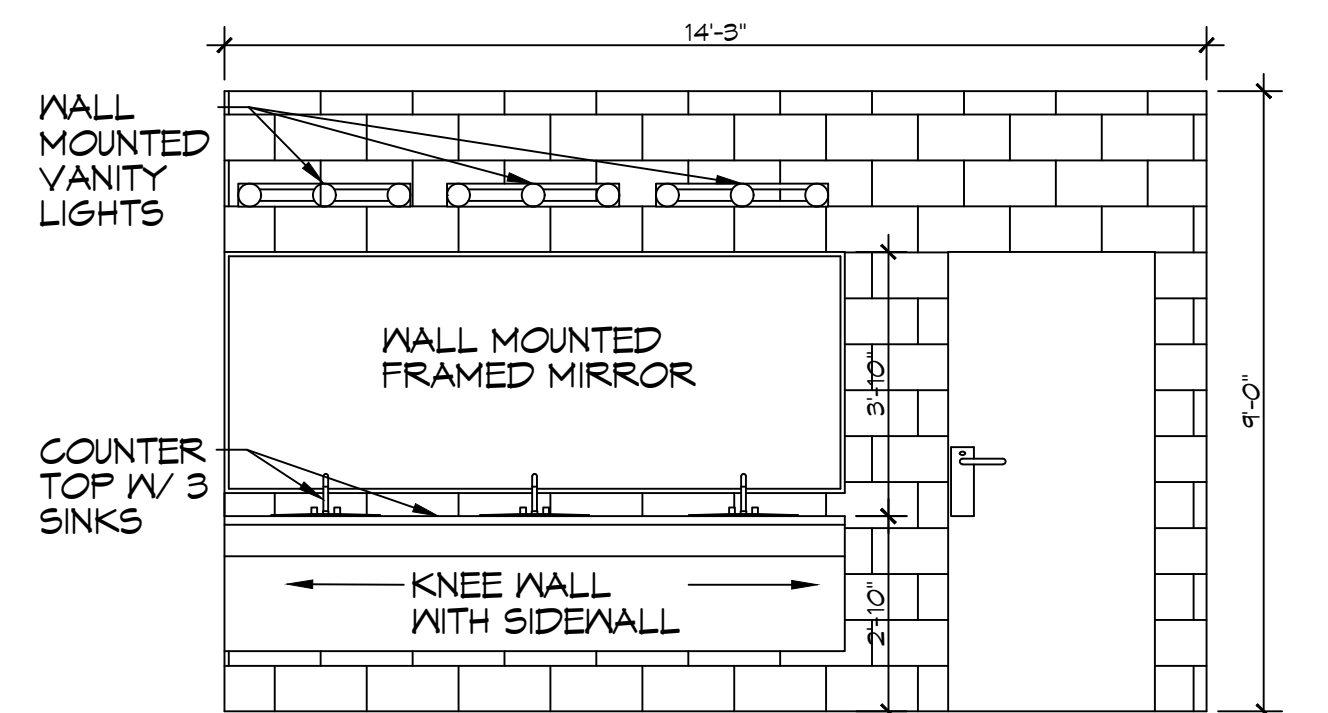 14'-3"
WALL
MOUNTED
VANITY
LIGHTS
WALL MOUNTED
FRAMED MIRROR
3'-10"
9'-0"
COUNTER
TOP W/ 3
SINKS
KNEE WALL
WITH SIDEWALL
2'-10"